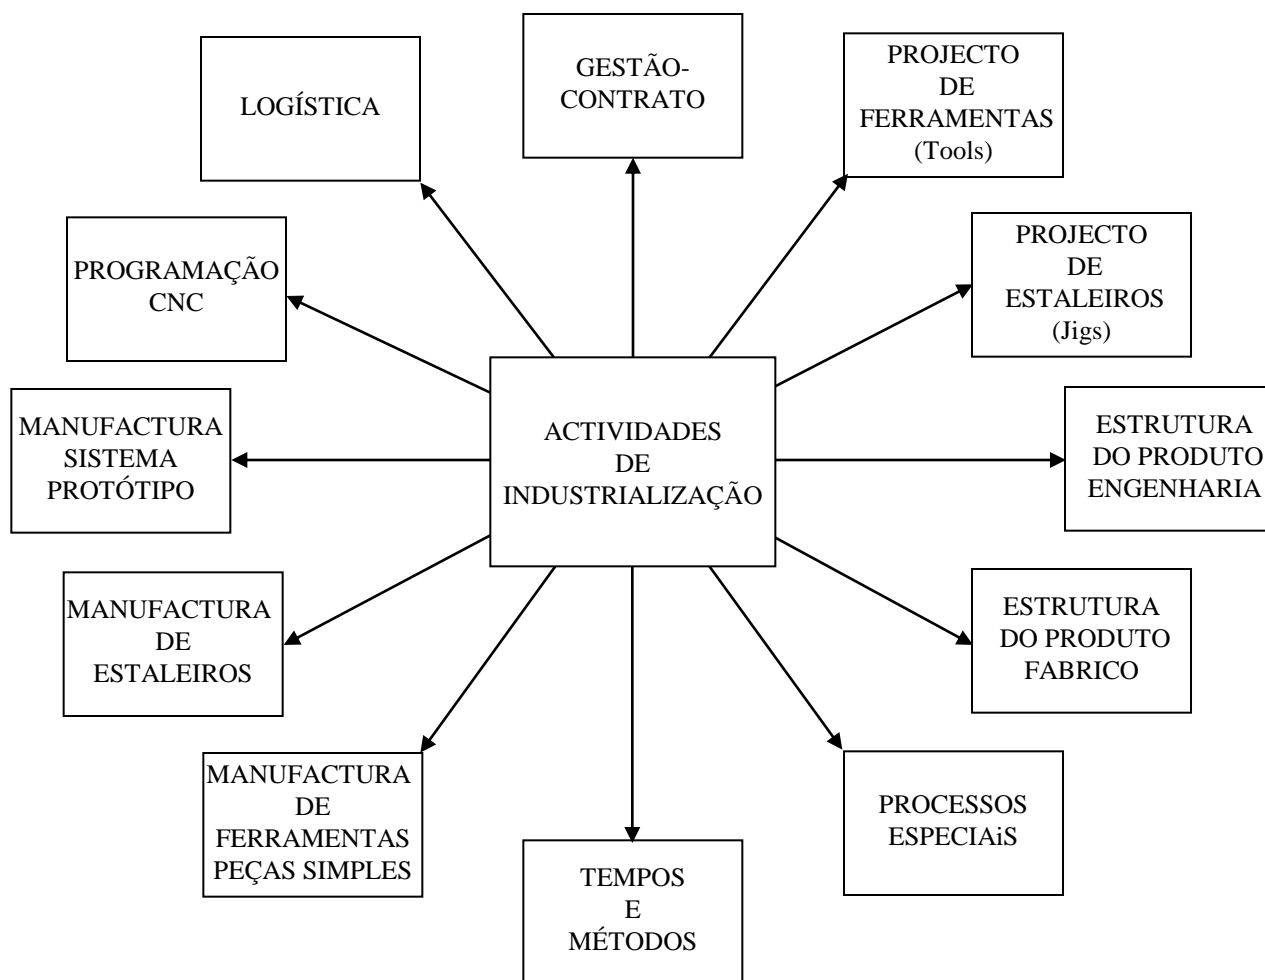 GESTÃO-
CONTRATO
PROJECTO
DE
FERRAMENTAS
(Tools)
LOGÍSTICA
PROJECTO
DE
ESTALEIROS
(Jigs)
PROGRAMAÇÃO
CNC
MANUFACTURA
SISTEMA
PROTÓTIPO
ACTIVIDADES
DE
INDUSTRIALIZAÇÃO
ESTRUTURA
DO PRODUTO
ENGENHARIA
MANUFACTURA
DE
ESTALEIROS
ESTRUTURA
DO PRODUTO
FABRICO
MANUFACTURA
DE
FERRAMENTAS
PEÇAS SIMPLES
PROCESSOS
ESPECIAiS
TEMPOS
E
MÉTODOS